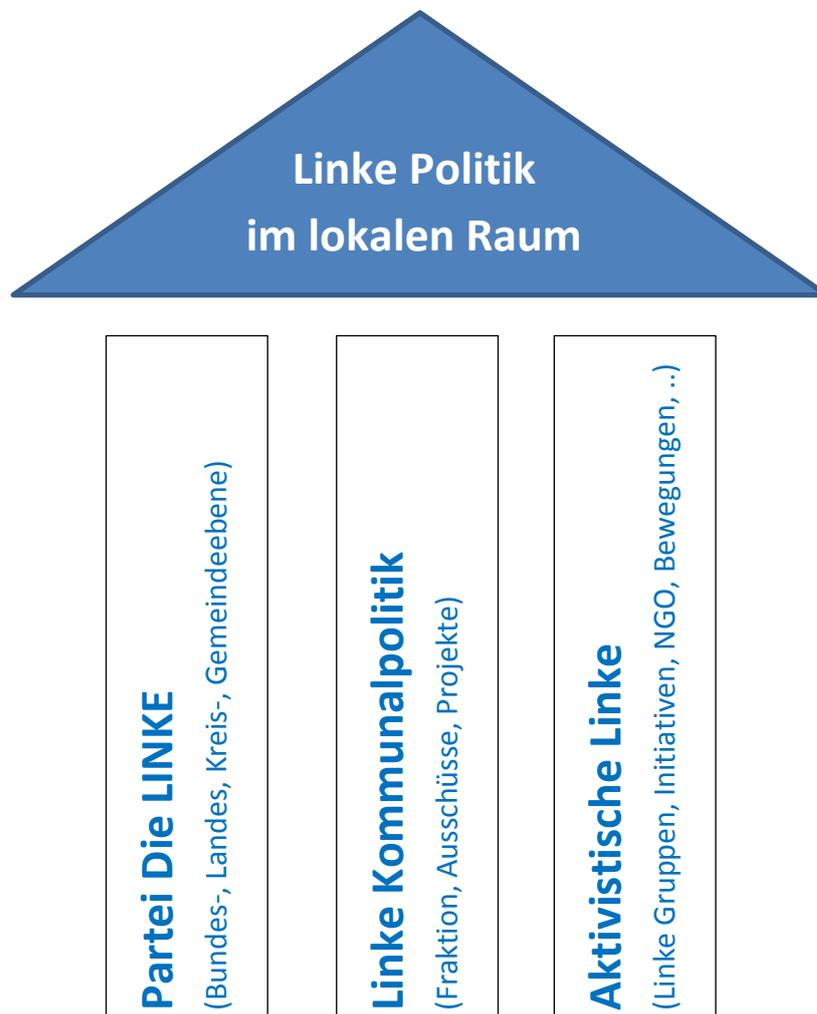 Linke Politik
im lokalen Raum
Partei Die LINKE
(Bundes-, Landes, Kreis-, Gemeindeebene)
Linke Kommunalpolitik
(Fraktion, Ausschüsse, Projekte)
Aktivistische Linke
(Linke Gruppen, Initiativen, NGO, Bewegungen, ..)